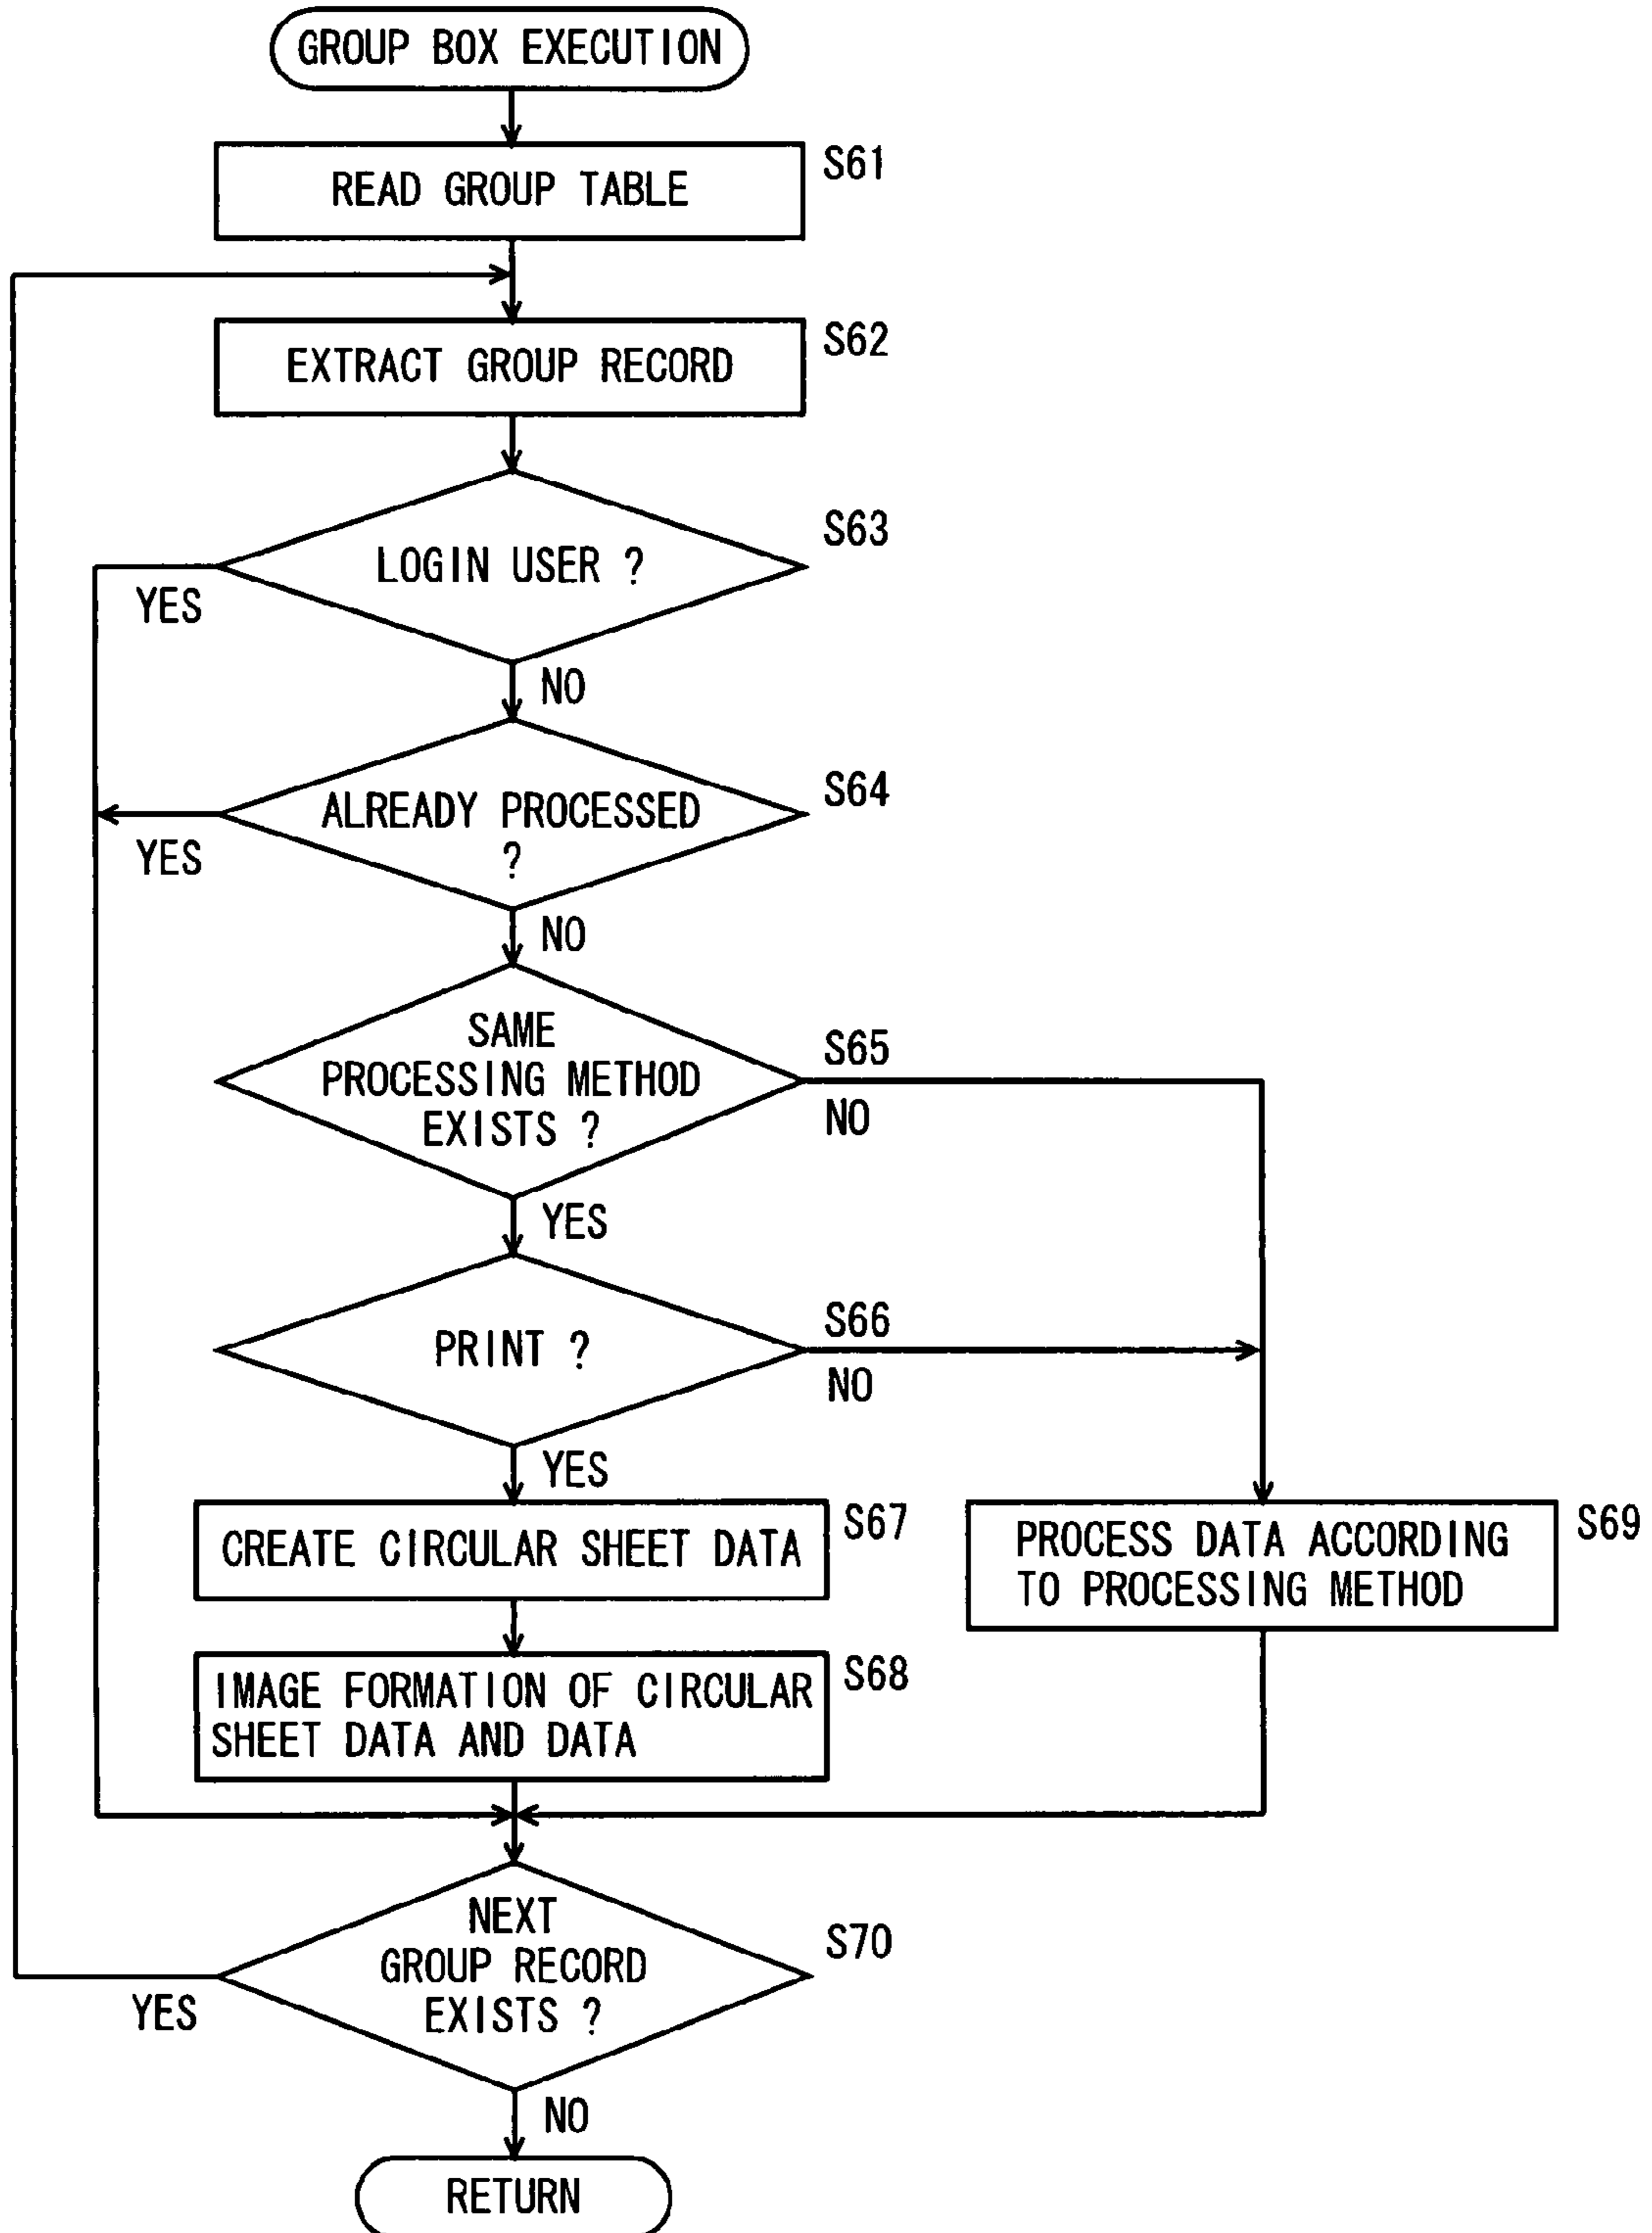 GROUP BOX EXECUTION
READ GROUP TABLE
S61
EXTRACT GROUP RECORD
S62
LOGIN USER ?
S63
YES
NO
ALREADY PROCESSED
?
S64
YES
NO
SAME
PROCESSING METHOD
EXISTS ?
S65
NO
YES
PRINT ?
S66
NO
YES
CREATE CIRCULAR SHEET DATA
S67
PROCESS DATA ACCORDING
TO PROCESSING METHOD
S69
IMAGE FORMATION OF CIRCULAR
SHEET DATA AND DATA
S68
NEXT
GROUP RECORD
EXISTS ?
S70
YES
NO
RETURN